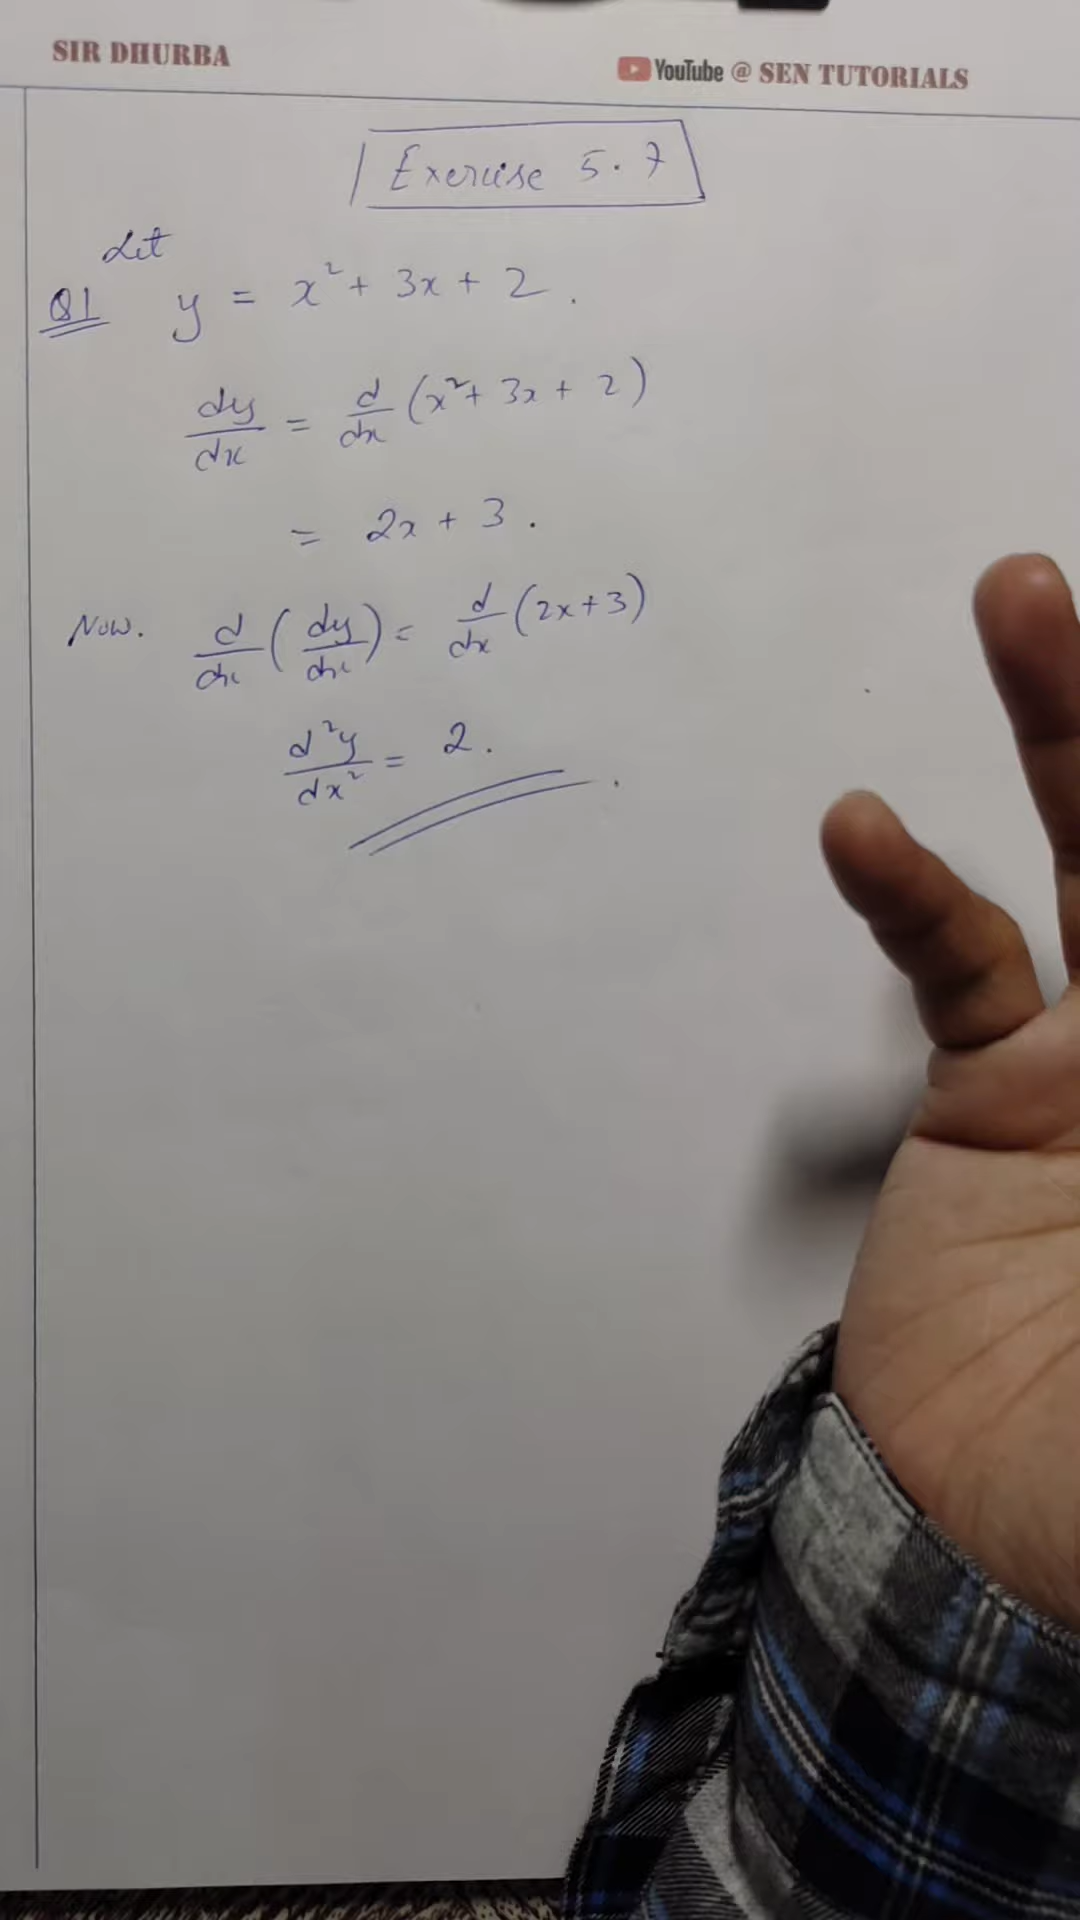 SIR DHURBA
YouTube @ SEN TUTORIALS
Exercise 5.7
Let
Q1 y = x² + 3x + 2.
dy/dx = d/dx (x² + 3x + 2)
= 2x + 3.
Now. d/dx (dy/dx) = d/dx (2x+3)
d²y/dx² = 2.